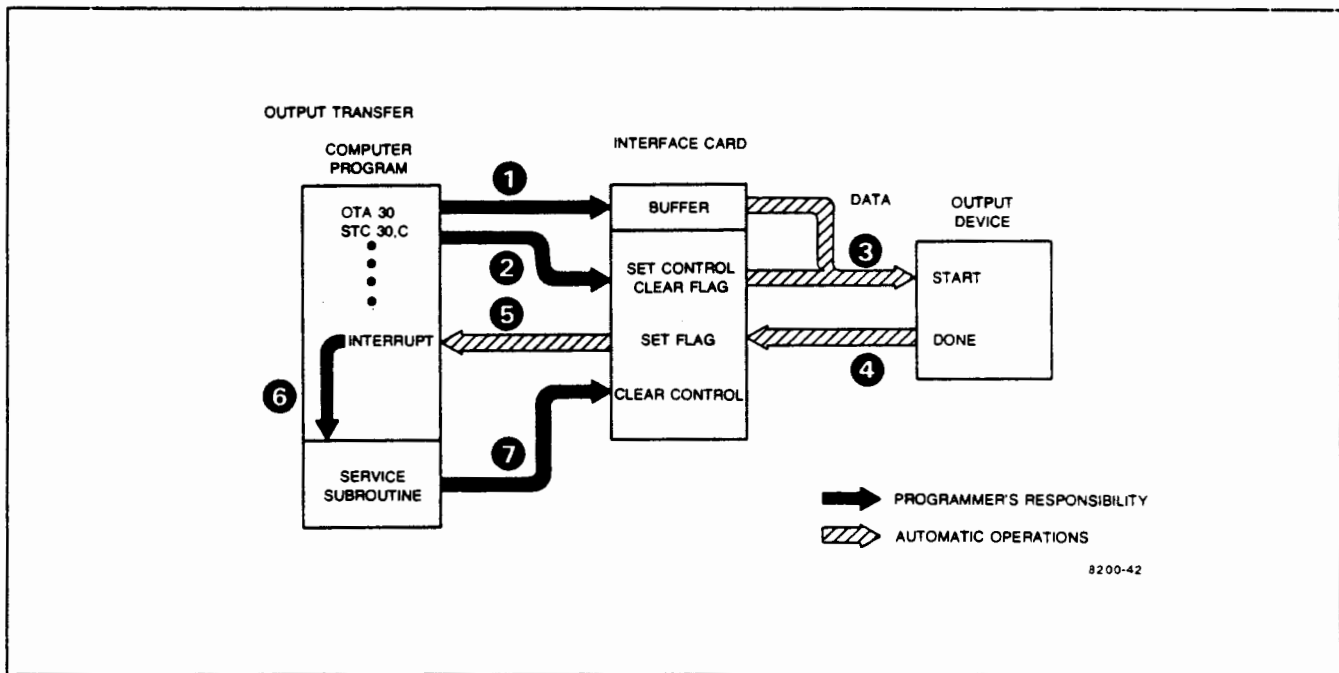 OUTPUT TRANSFER
COMPUTER
PROGRAM
INTERFACE CARD
1
OTA 30
STC 30,C
BUFFER
DATA
OUTPUT
DEVICE
2
SET CONTROL
CLEAR FLAG
3
START
5
INTERRUPT
SET FLAG
DONE
4
6
CLEAR CONTROL
7
SERVICE
SUBROUTINE
PROGRAMMER'S RESPONSIBILITY
AUTOMATIC OPERATIONS
8200-42